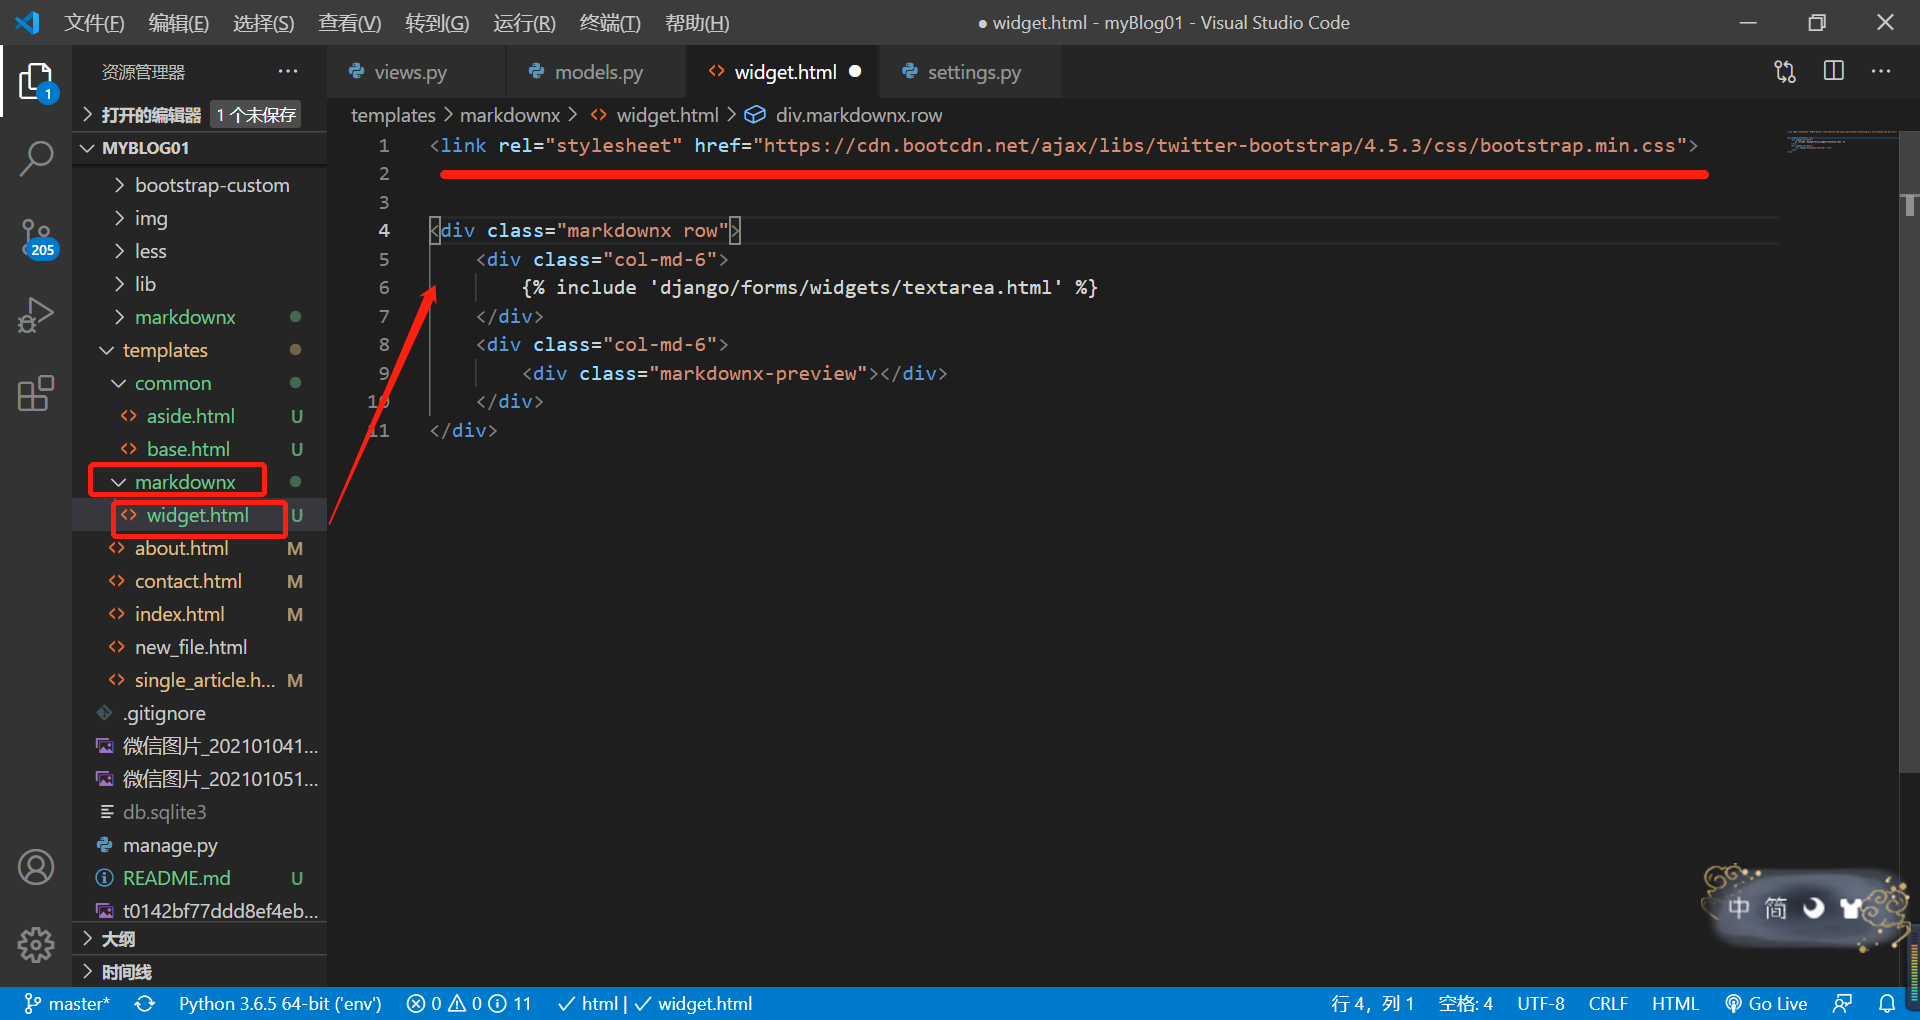 文件(F) 编辑(E) 选择(S) 查看(V) 转到(G) 运行(R) 终端(T) 帮助(H) ● widget.html - myBlog01 - Visual Studio Code
资源管理器 ···
views.py models.py widget.html ● settings.py
打开的编辑器 1 个未保存
templates > markdownx > widget.html > div.markdownx.row
MYBLOG01
bootstrap-custom
img
less
lib
markdownx
templates
common
aside.html U
base.html U
markdownx
widget.html U
about.html M
contact.html M
index.html M
new_file.html
single_article.h... M
.gitignore
微信图片_202101041...
微信图片_202101051...
db.sqlite3
manage.py
README.md U
t0142bf77ddd8ef4eb...
大纲
时间线
1
205
1 <link rel="stylesheet" href="https://cdn.bootcdn.net/ajax/libs/twitter-bootstrap/4.5.3/css/bootstrap.min.css">
2
3
4 <div class="markdownx row">
5 <div class="col-md-6">
6 {% include 'django/forms/widgets/textarea.html' %}
7 </div>
8 <div class="col-md-6">
9 <div class="markdownx-preview"></div>
10 </div>
11 </div>
中 简
master* Python 3.6.5 64-bit ('env') 0 0 11 ✓ html | ✓ widget.html 行 4，列 1 空格: 4 UTF-8 CRLF HTML Go Live